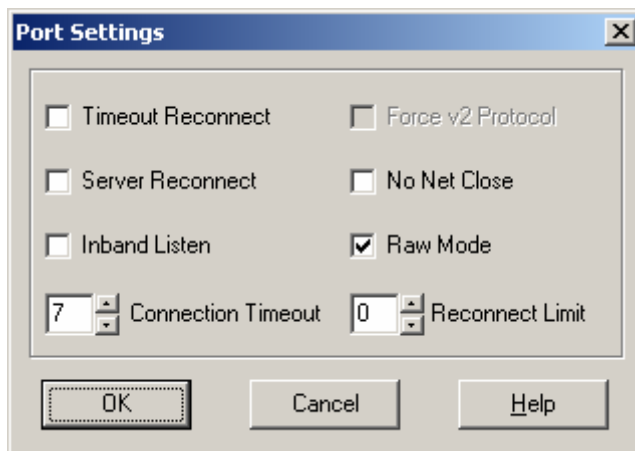 Port Settings
Timeout Reconnect Force v2 Protocol
Server Reconnect No Net Close
Inband Listen Raw Mode
7 Connection Timeout 0 Reconnect Limit
OK Cancel Help